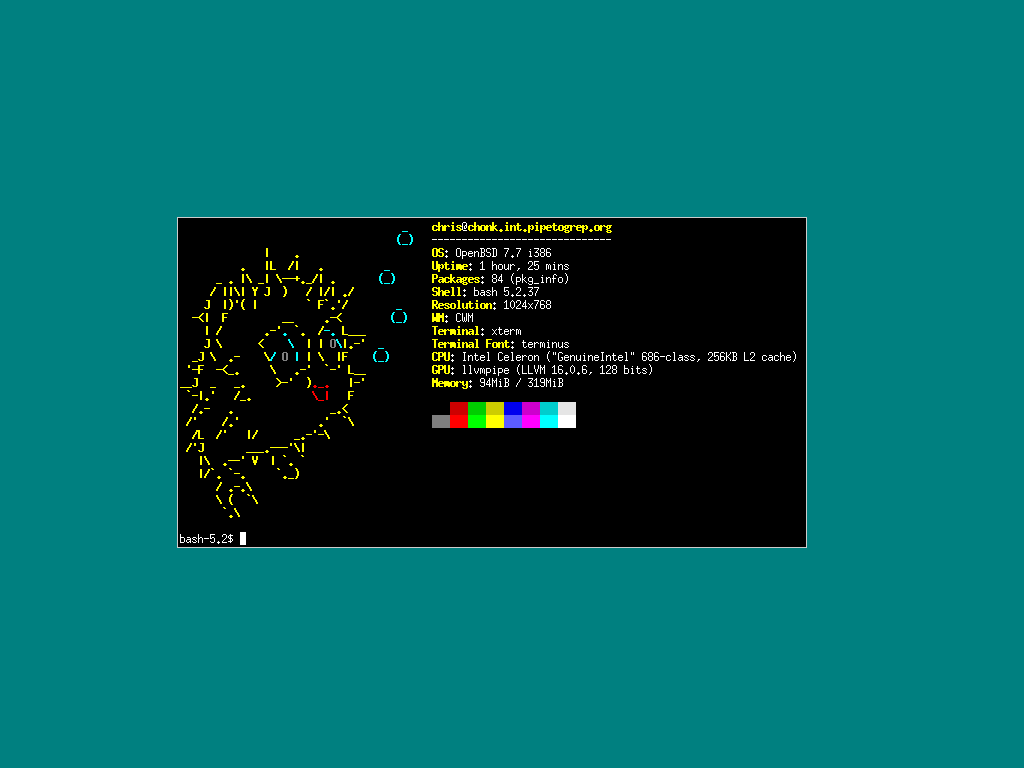 chris@chonk.int.pipetogrep.org
------------------------------
OS: OpenBSD 7.7 i386
Uptime: 1 hour, 25 mins
Packages: 84 (pkg_info)
Shell: bash 5.2.37
Resolution: 1024x768
WM: CWM
Terminal: xterm
Terminal Font: terminus
CPU: Intel Celeron ("GenuineIntel" 686-class, 256KB L2 cache)
GPU: llvmpipe (LLVM 16.0.6, 128 bits)
Memory: 94MiB / 319MiB
bash-5.2$